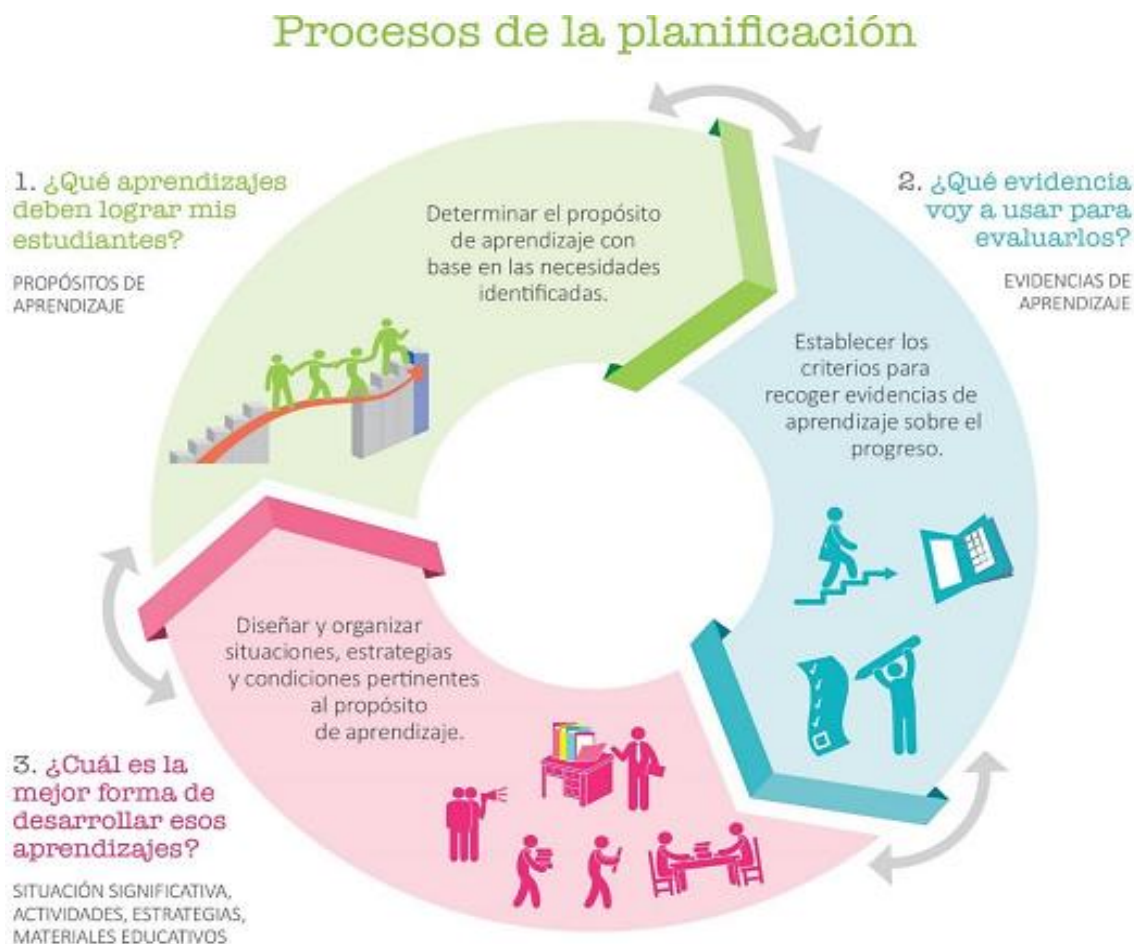 Procesos de la planificación
1. ¿Qué aprendizajes
deben lograr mis
estudiantes?
PROPÓSITOS DE
APRENDIZAJE
Determinar el propósito
de aprendizaje con
base en las necesidades
identificadas.
2. ¿Qué evidencia
voy a usar para
evaluarlos?
EVIDENCIAS DE
APRENDIZAJE
Establecer los
criterios para
recoger evidencias de
aprendizaje sobre el
progreso.
Diseñar y organizar
situaciones, estrategias
y condiciones pertinentes
al propósito
de aprendizaje.
3. ¿Cuál es la
mejor forma de
desarrollar esos
aprendizajes?
SITUACIÓN SIGNIFICATIVA,
ACTIVIDADES, ESTRATEGIAS,
MATERIALES EDUCATIVOS